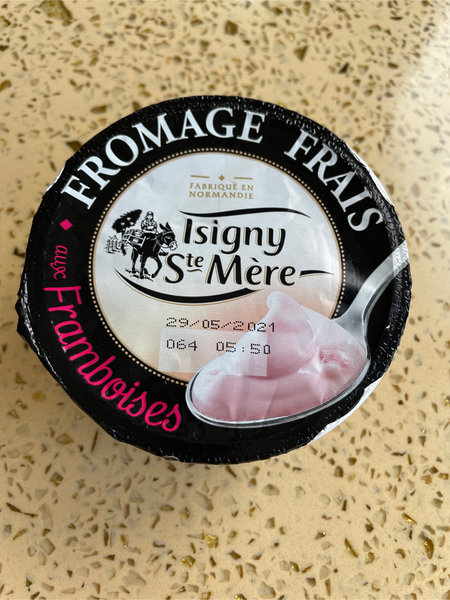 FROMAGE FRAIS
FABRIQUÉ EN
NORMANDIE
Isigny
Ste Mère
29/05/2021
064 05:50
aux Framboises